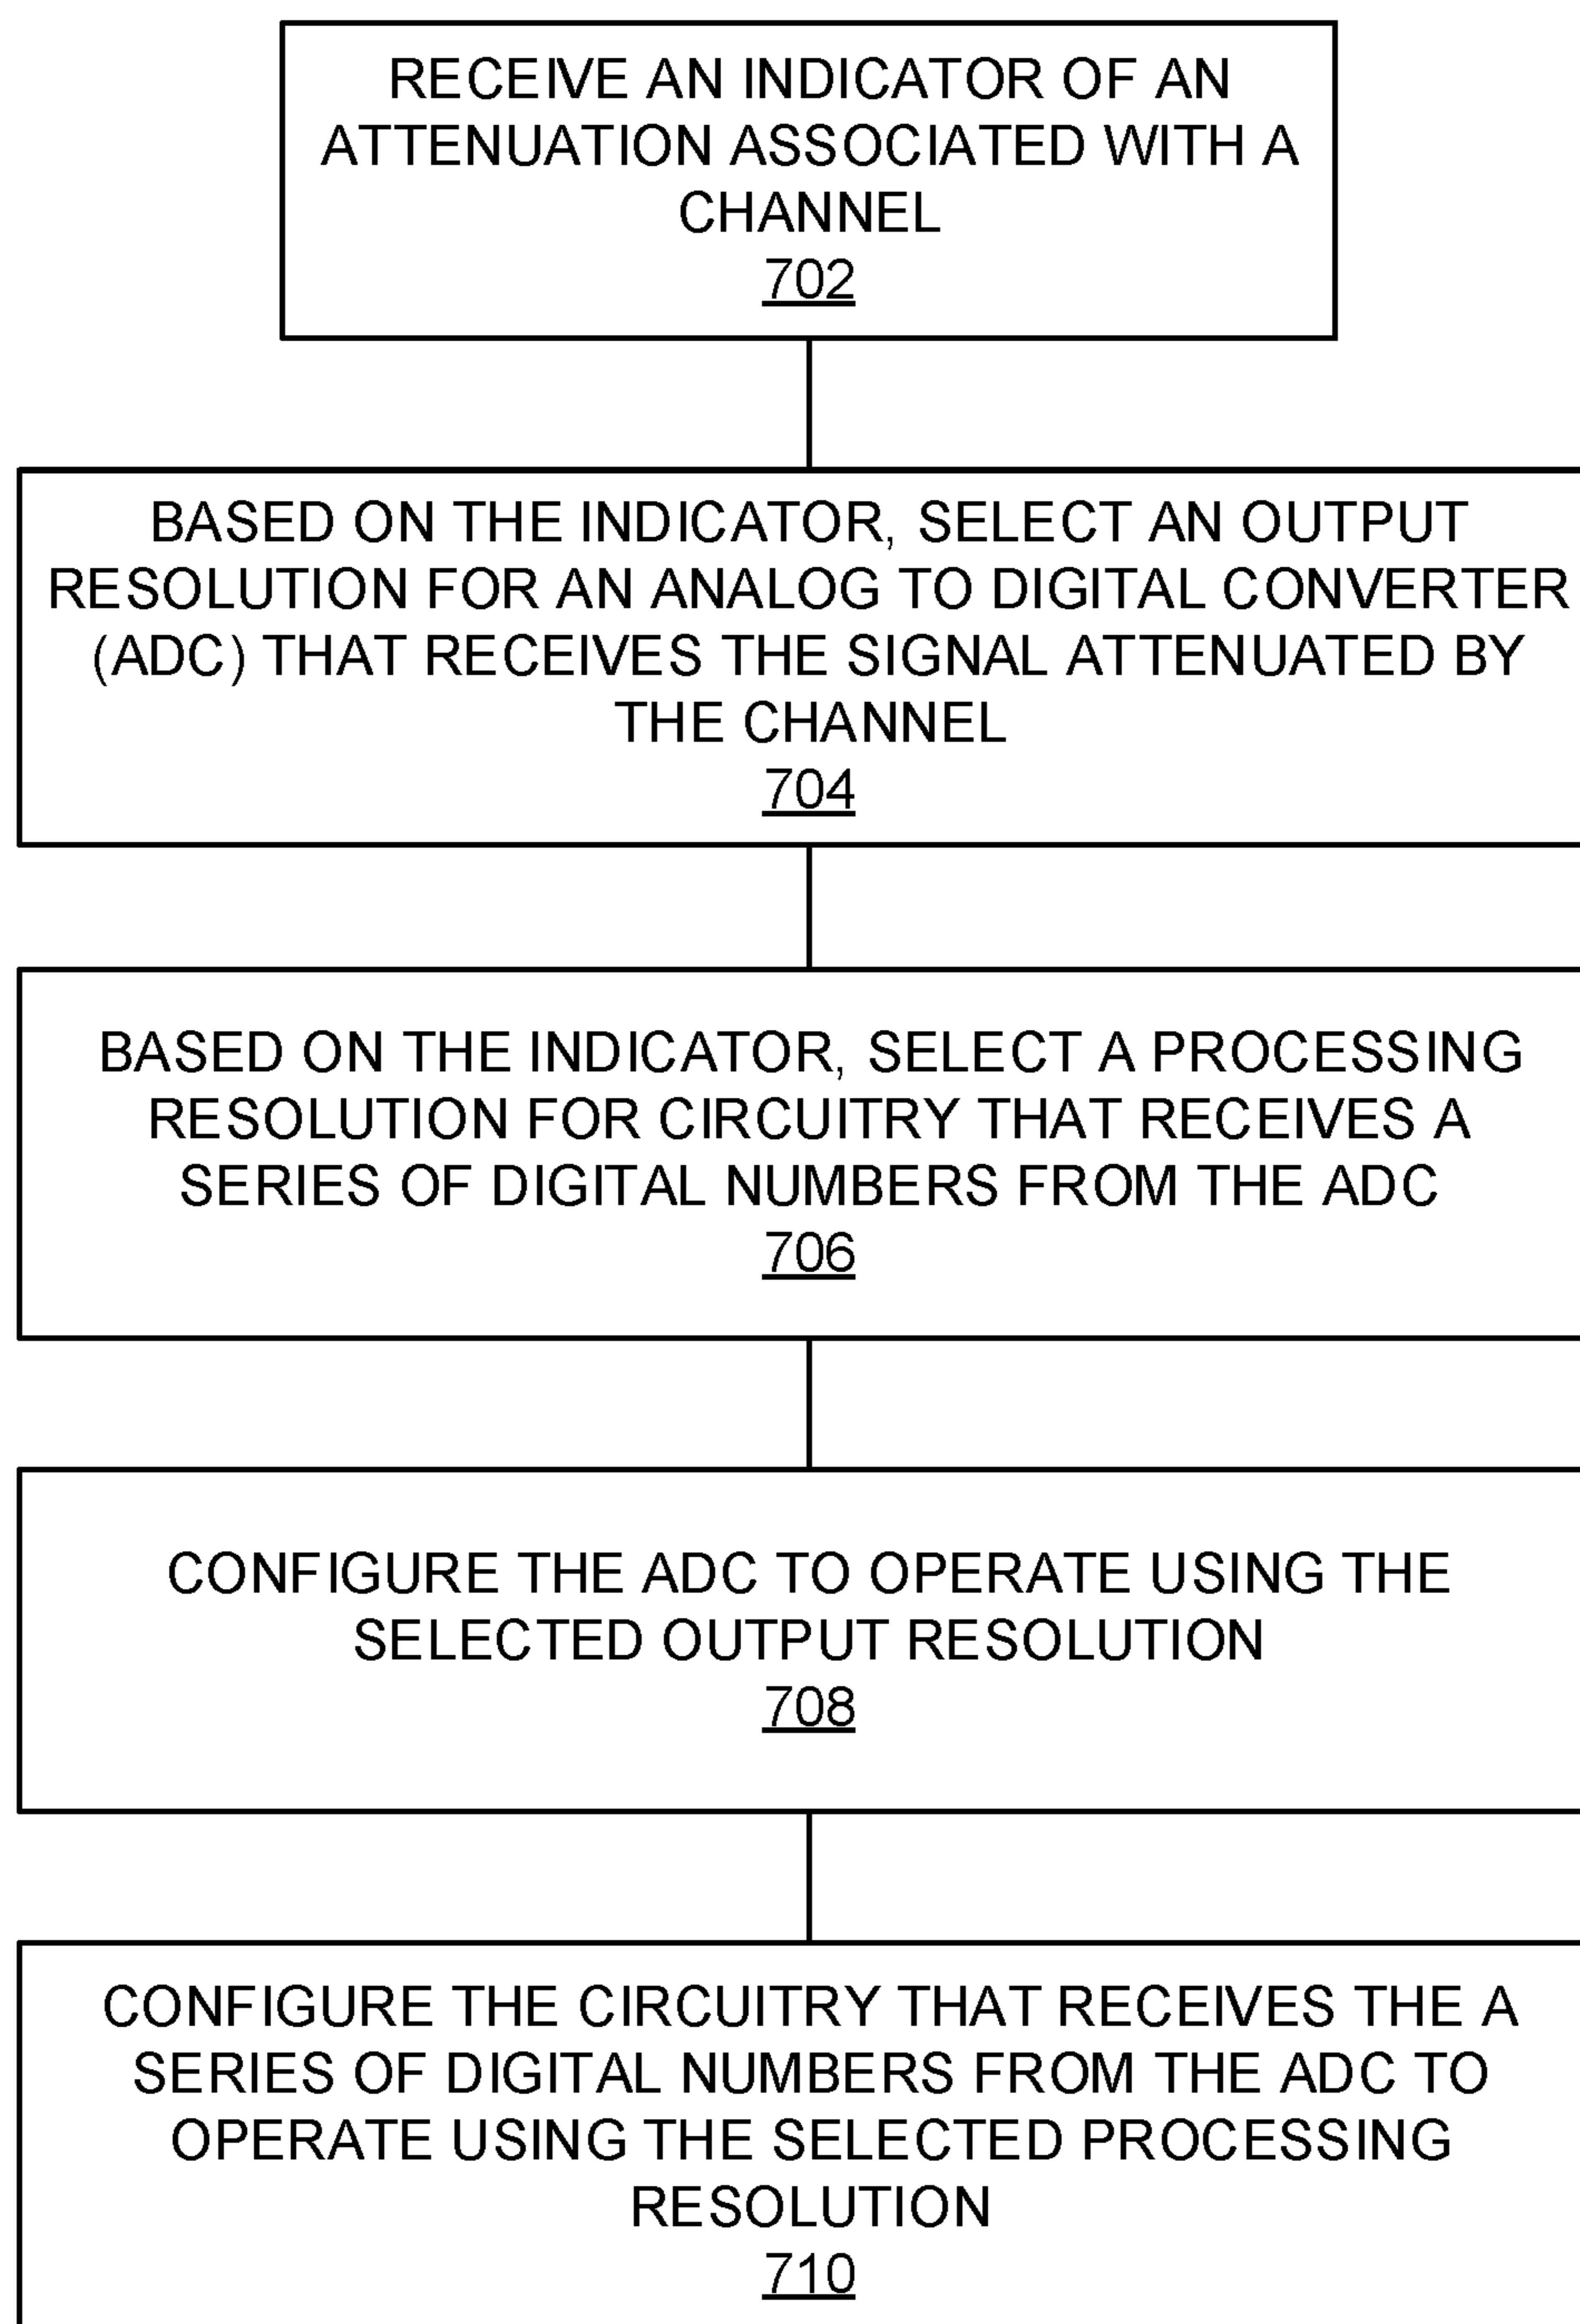 RECEIVE AN INDICATOR OF AN
ATTENUATION ASSOCIATED WITH A
CHANNEL
702
BASED ON THE INDICATOR, SELECT AN OUTPUT
RESOLUTION FOR AN ANALOG TO DIGITAL CONVERTER
(ADC) THAT RECEIVES THE SIGNAL ATTENUATED BY
THE CHANNEL
704
BASED ON THE INDICATOR, SELECT A PROCESSING
RESOLUTION FOR CIRCUITRY THAT RECEIVES A
SERIES OF DIGITAL NUMBERS FROM THE ADC
706
CONFIGURE THE ADC TO OPERATE USING THE
SELECTED OUTPUT RESOLUTION
708
CONFIGURE THE CIRCUITRY THAT RECEIVES THE A
SERIES OF DIGITAL NUMBERS FROM THE ADC TO
OPERATE USING THE SELECTED PROCESSING
RESOLUTION
710